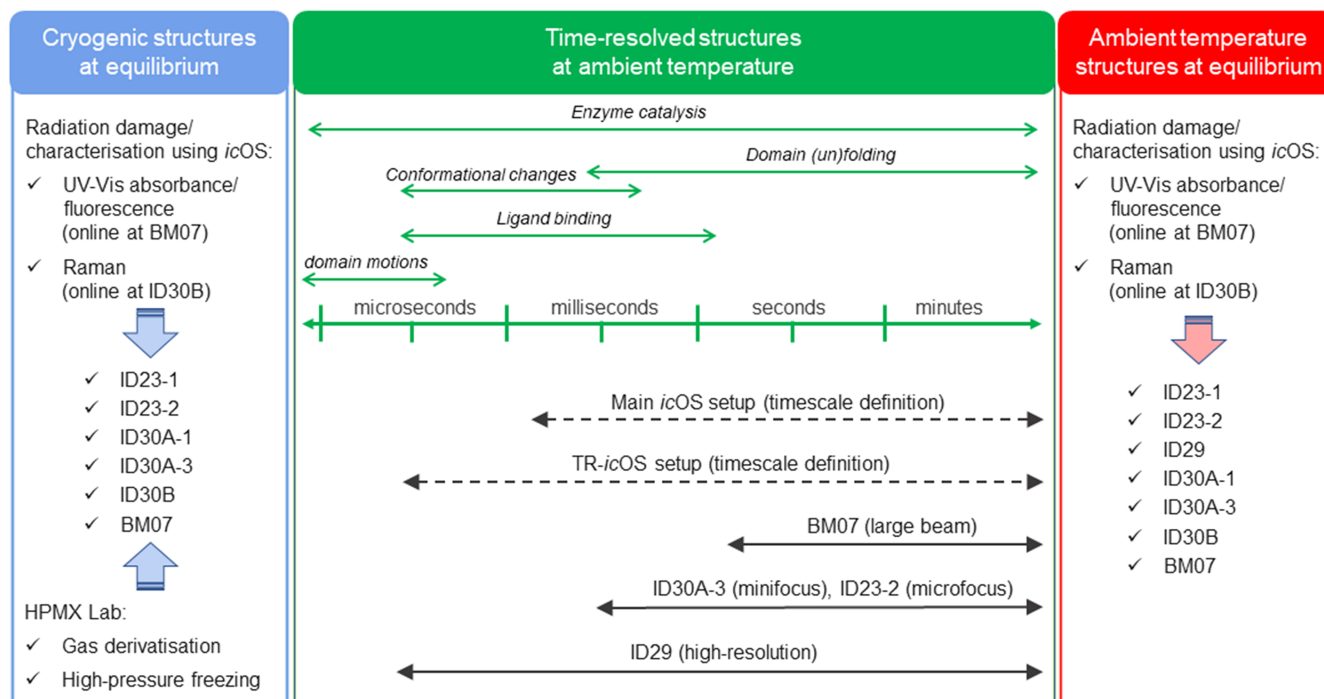 Cryogenic structures
at equilibrium
Radiation damage/
characterisation using icOS:
✓ UV-Vis absorbance/
fluorescence
(online at BM07)
✓ Raman
(online at ID30B)
✓ ID23-1
✓ ID23-2
✓ ID30A-1
✓ ID30A-3
✓ ID30B
✓ BM07
HPMX Lab:
✓ Gas derivatisation
✓ High-pressure freezing
Time-resolved structures
at ambient temperature
Enzyme catalysis
Domain (un)folding
Conformational changes
Ligand binding
domain motions
microseconds milliseconds seconds minutes
Main icOS setup (timescale definition)
TR-icOS setup (timescale definition)
BM07 (large beam)
ID30A-3 (minifocus), ID23-2 (microfocus)
ID29 (high-resolution)
Ambient temperature
structures at equilibrium
Radiation damage/
characterisation using icOS:
✓ UV-Vis absorbance/
fluorescence
(online at BM07)
✓ Raman
(online at ID30B)
✓ ID23-1
✓ ID23-2
✓ ID29
✓ ID30A-1
✓ ID30A-3
✓ ID30B
✓ BM07